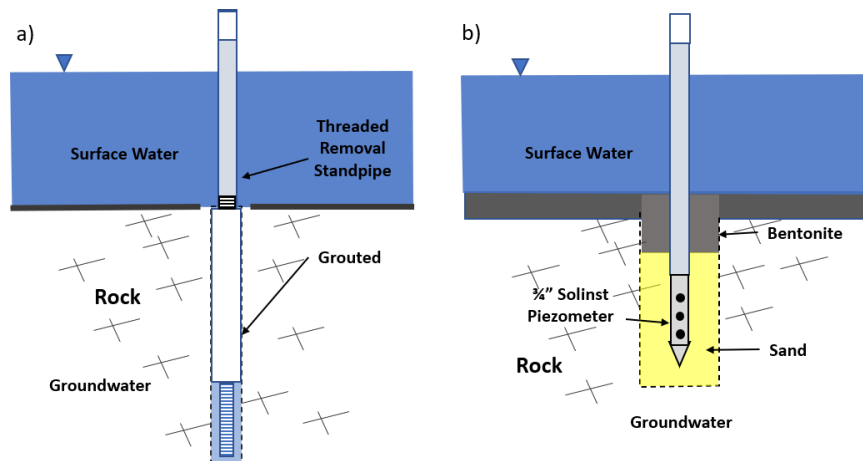 a)
Surface Water
Threaded
Removal
Standpipe
Grouted
Rock
Groundwater
b)
Surface Water
Bentonite
¾” Solinst
Piezometer
Sand
Rock
Groundwater